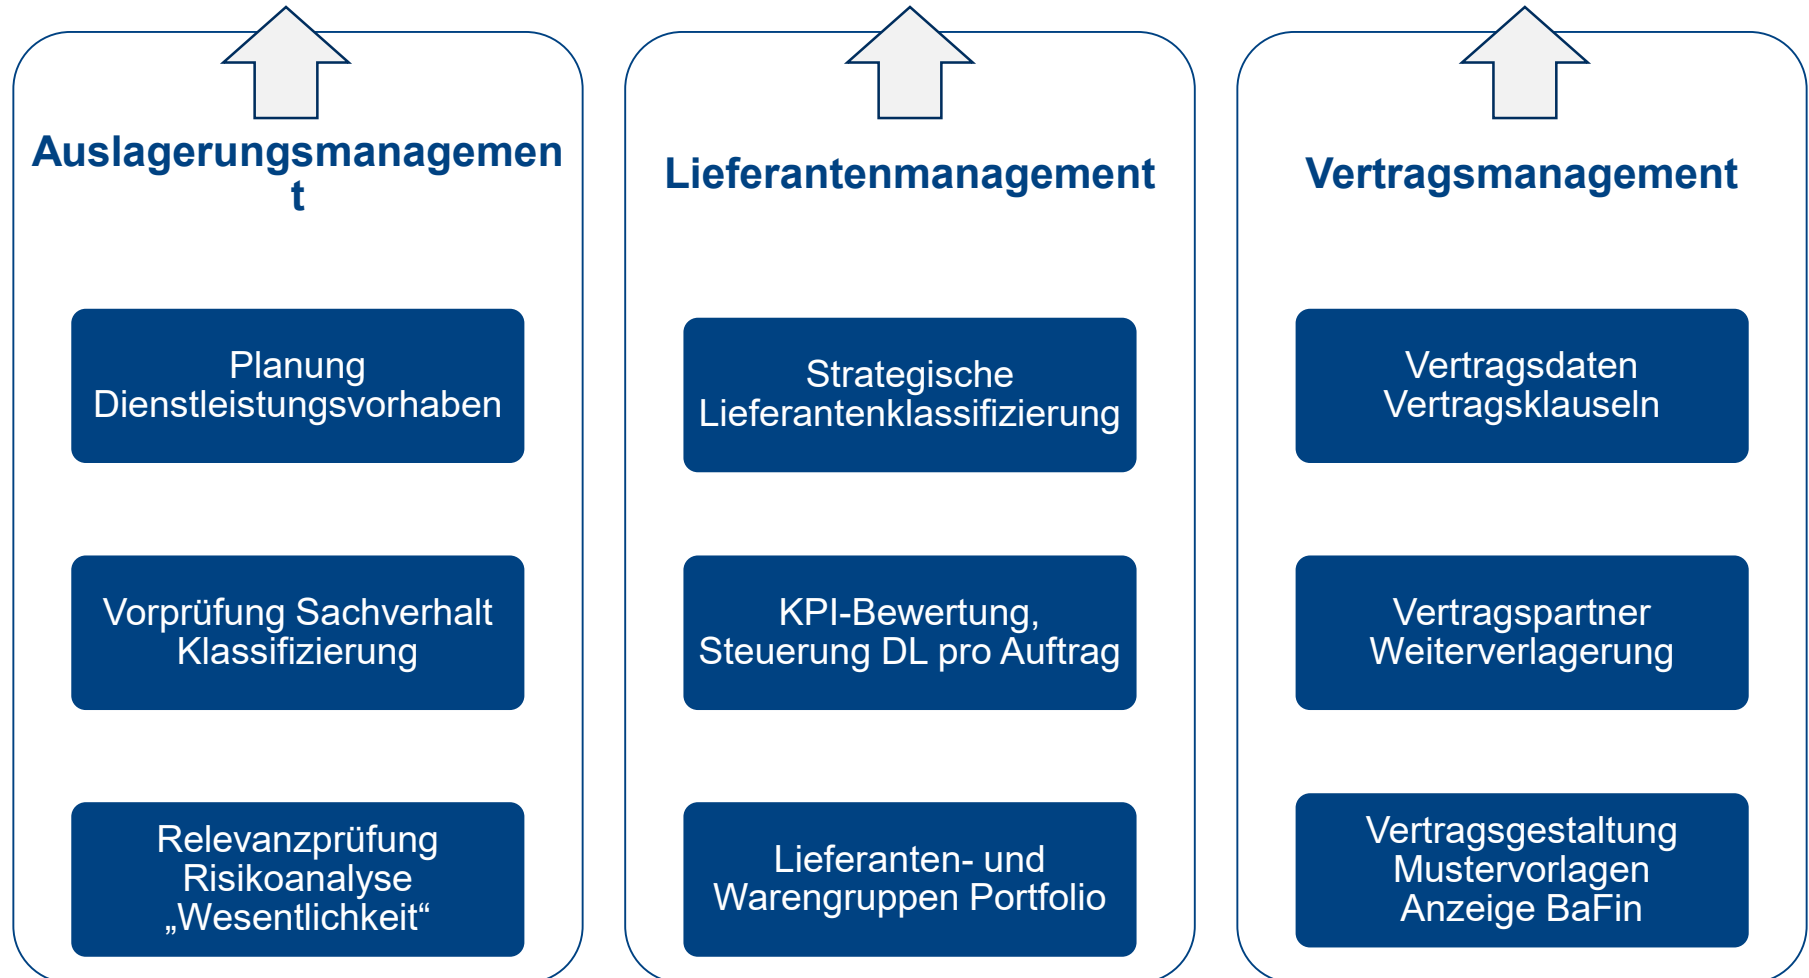 Auslagerungsmanagemen
t
Planung
Dienstleistungsvorhaben
Vorprüfung Sachverhalt
Klassifizierung
Relevanzprüfung
Risikoanalyse
„Wesentlichkeit“
Lieferantenmanagement
Strategische
Lieferantenklassifizierung
KPI-Bewertung,
Steuerung DL pro Auftrag
Lieferanten- und
Warengruppen Portfolio
Vertragsmanagement
Vertragsdaten
Vertragsklauseln
Vertragspartner
Weiterverlagerung
Vertragsgestaltung
Mustervorlagen
Anzeige BaFin